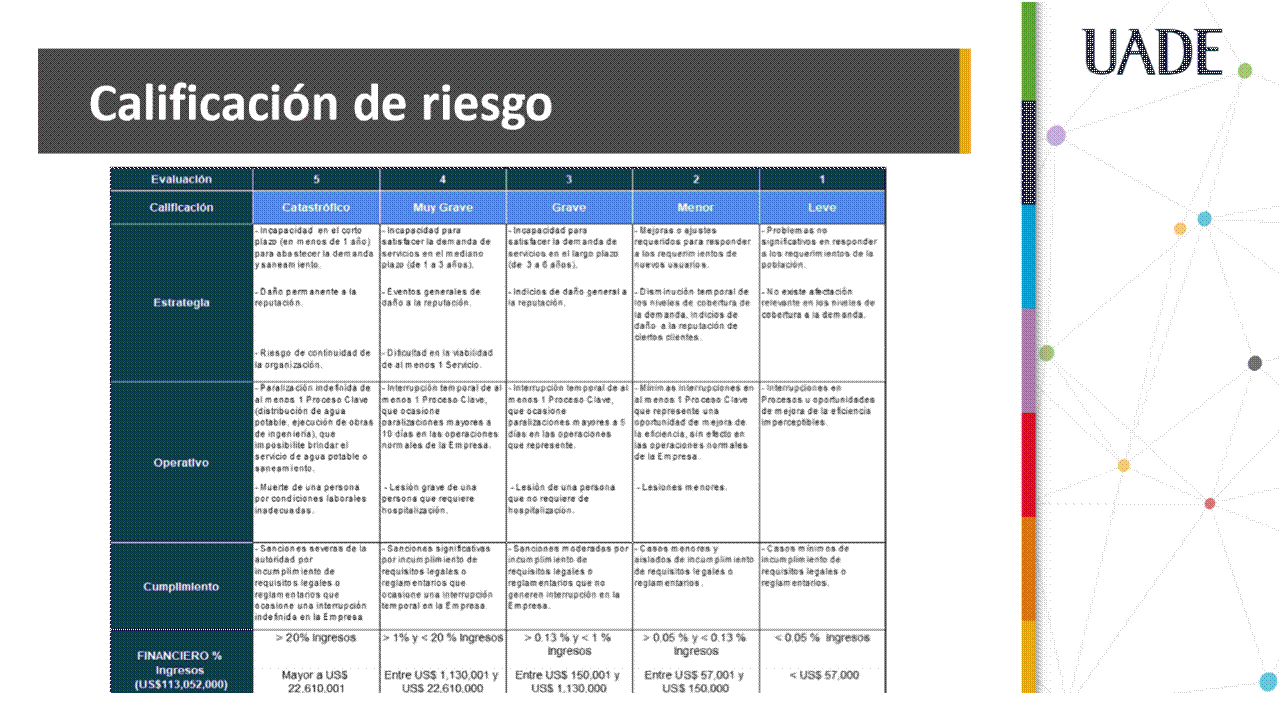 UADE
Calificación de riesgo
Evaluación 5 4 3 2 1
Calificación Catastrófico Muy Grave Grave Menor Leve
Estrategia
- Incapacidad en el corto
plazo (en menos de 1 año)
para abastecer la demanda
y saneamiento.
- Daño permanente a la
reputación.
- Riesgo de continuidad de
la organización.
- Incapacidad para
satisfacer la demanda de
servicios en el mediano
plazo (de 1 a 3 años).
- Eventos generales de
daño a la reputación.
- Dificultad en la viabilidad
de al menos 1 Servicio.
- Incapacidad para
satisfacer la demanda de
servicios en el largo plazo
(de 3 a 6 años).
- Indicios de daño general a
la reputación.
- Mejoras o ajustes
requeridos para responder
a los requerimientos de
nuevos usuarios.
- Disminución temporal de
los niveles de cobertura de
la demanda, indicios de
daño a la reputación de
ciertos clientes.
- Problemas no
significativos en responder
a los requerimientos de la
población.
- No existe afectación
relevante en los niveles de
cobertura a la demanda.
Operativo
- Paralización indefinida de
al menos 1 Proceso Clave
(distribución de agua
potable, ejecución de obras
de ingeniería), que
imposibilite brindar el
servicio de agua potable o
saneamiento.
- Muerte de una persona
por condiciones laborales
inadecuadas.
- Interrupción temporal de al
menos 1 Proceso Clave,
que ocasione
paralizaciones mayores a
10 días en las operaciones
normales de la Empresa.
- Lesión grave de una
persona que requiere
hospitalización.
- Interrupción temporal de al
menos 1 Proceso Clave,
que ocasione
paralizaciones mayores a 5
días en las operaciones
que represente.
- Lesión de una persona
que no requiere de
hospitalización.
- Mínimas interrupciones en
al menos 1 Proceso Clave
que represente una
oportunidad de mejora de
la eficiencia, sin efecto en
las operaciones normales
de la Empresa.
- Lesiones menores.
- Interrupciones en
Procesos u oportunidades
de mejora de la eficiencia
imperceptibles.
Cumplimiento
- Sanciones severas de la
autoridad por
incumplimiento de
requisitos legales o
reglamentarios que
ocasione una interrupción
indefinida en la Empresa
- Sanciones significativas
por incumplimiento de
requisitos legales o
reglamentarios que
ocasione una interrupción
temporal en la Empresa
- Sanciones moderadas por
incumplimiento de
requisitos legales o
reglamentarios que no
generen interrupción en la
Empresa.
- Casos menores y
aislados de incumplimiento
de requisitos legales o
reglamentarios.
- Casos mínimos de
incumplimiento de
requisitos legales o
reglamentarios.
FINANCIERO %
Ingresos
(US$113,052,000)
> 20% Ingresos
Mayor a US$
22,610,001
> 1% y < 20 % Ingresos
Entre US$ 1,130,001 y
US$ 22,610,000
> 0.13 % y < 1 %
Ingresos
Entre US$ 150,001 y
US$ 1,130,000
> 0.05 % y < 0.13 %
Ingresos
Entre US$ 57,001 y
US$ 150,000
< 0.05 % Ingresos
< US$ 57,000